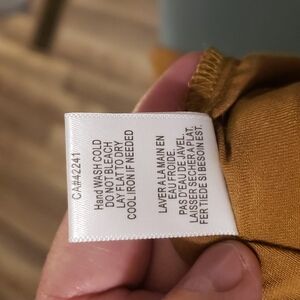 CA#42241
Hand WASH COLD
DO NOT BLEACH
LAY FLAT TO DRY
COOL IRON IF NEEDED
LAVER A LA MAIN EN
EAU FROIDE.
PAS D'EAU DE JAVEL.
LAISSER SECHER A PLAT.
FER TIEDE SI BESOIN EST.